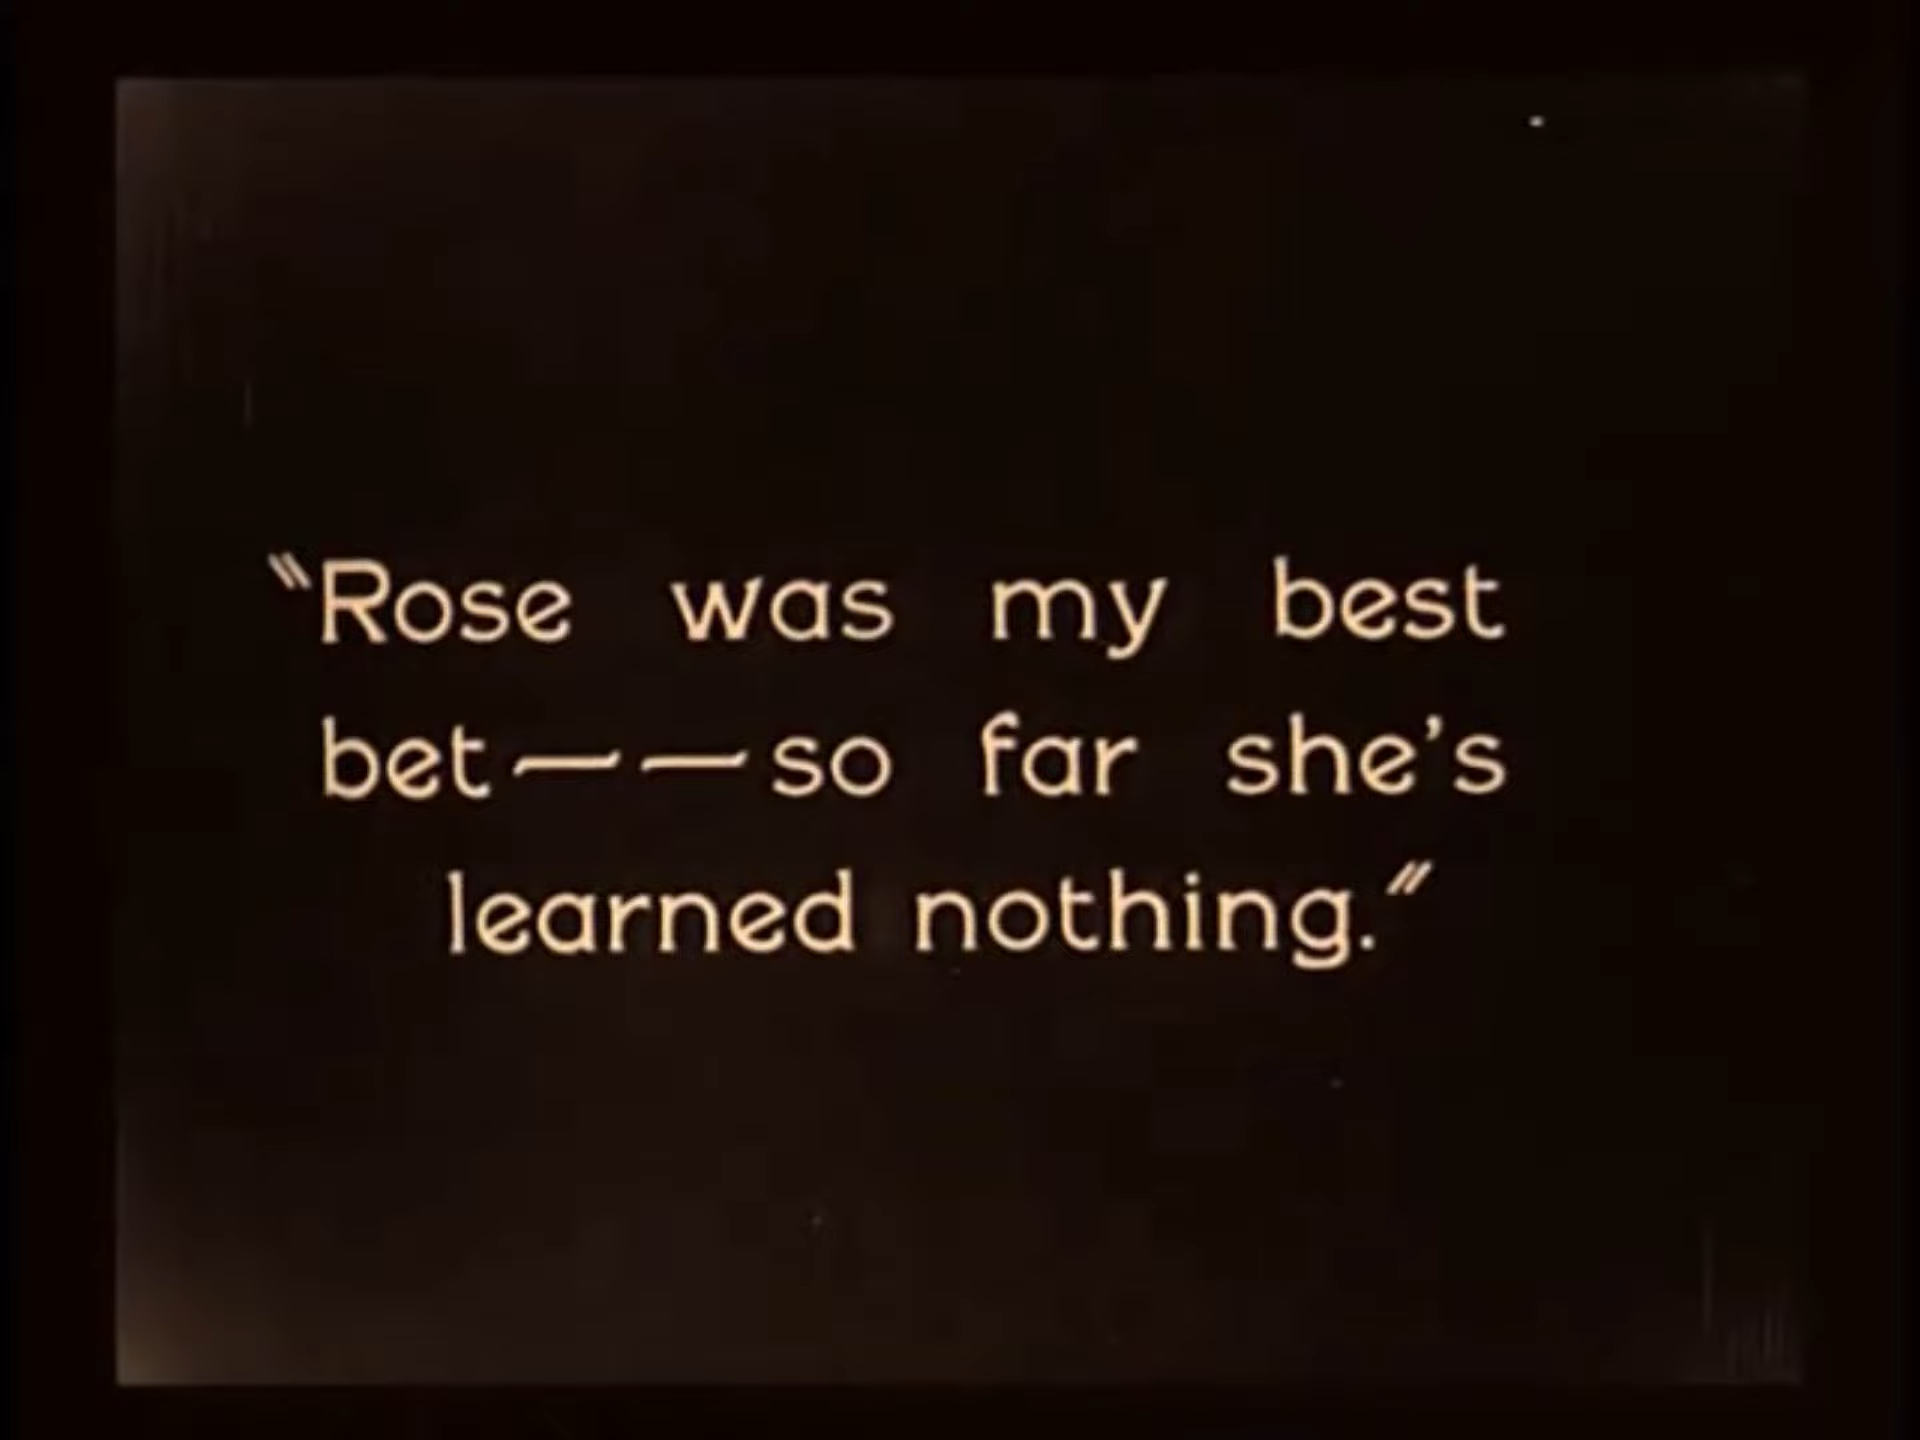 “Rose was my best
bet——so far she’s
learned nothing.”